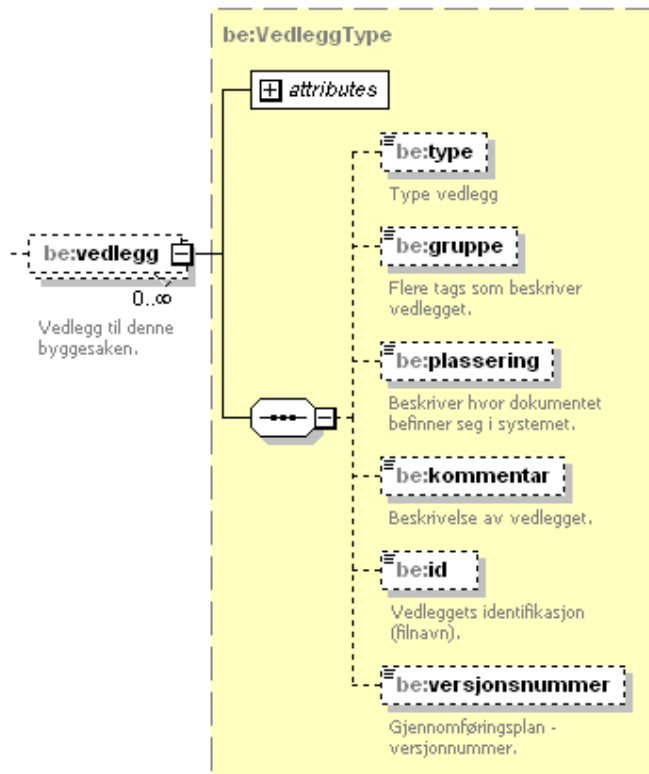 be:VedleggType
attributes
be:type
Type vedlegg
be:gruppe
Flere tags som beskriver
vedlegget.
be:vedlegg
0..∞
Vedlegg til denne
byggesaken.
be:plassering
Beskriver hvor dokumentet
befinner seg i systemet.
be:kommentar
Beskrivelse av vedlegget.
be:id
Vedleggets identifikasjon
(filnavn).
be:versjonsnummer
Gjennomføringsplan -
versjonnummer.